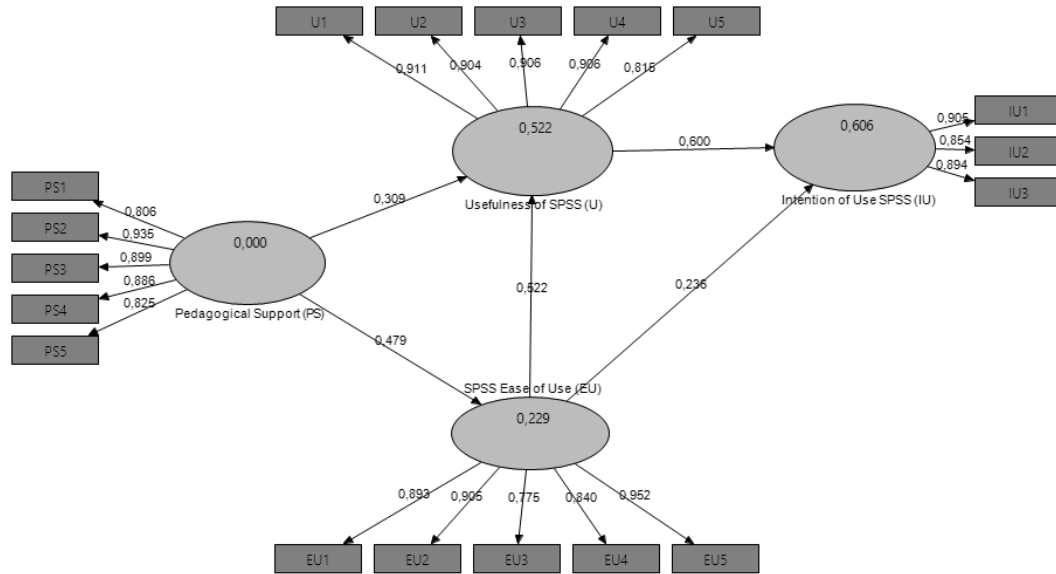 U1
U2
U3
U4
U5
0,911
0,904
0,906
0,906
0,815
0,522
Usefulness of SPSS (U)
0,600
0,606
Intention of Use SPSS (IU)
0,905
0,854
0,894
IU1
IU2
IU3
PS1
PS2
PS3
PS4
PS5
0,806
0,935
0,899
0,886
0,825
0,000
Pedagogical Support (PS)
0,309
0,479
0,522
0,236
SPSS Ease of Use (EU)
0,229
0,893
0,905
0,775
0,840
0,952
EU1
EU2
EU3
EU4
EU5